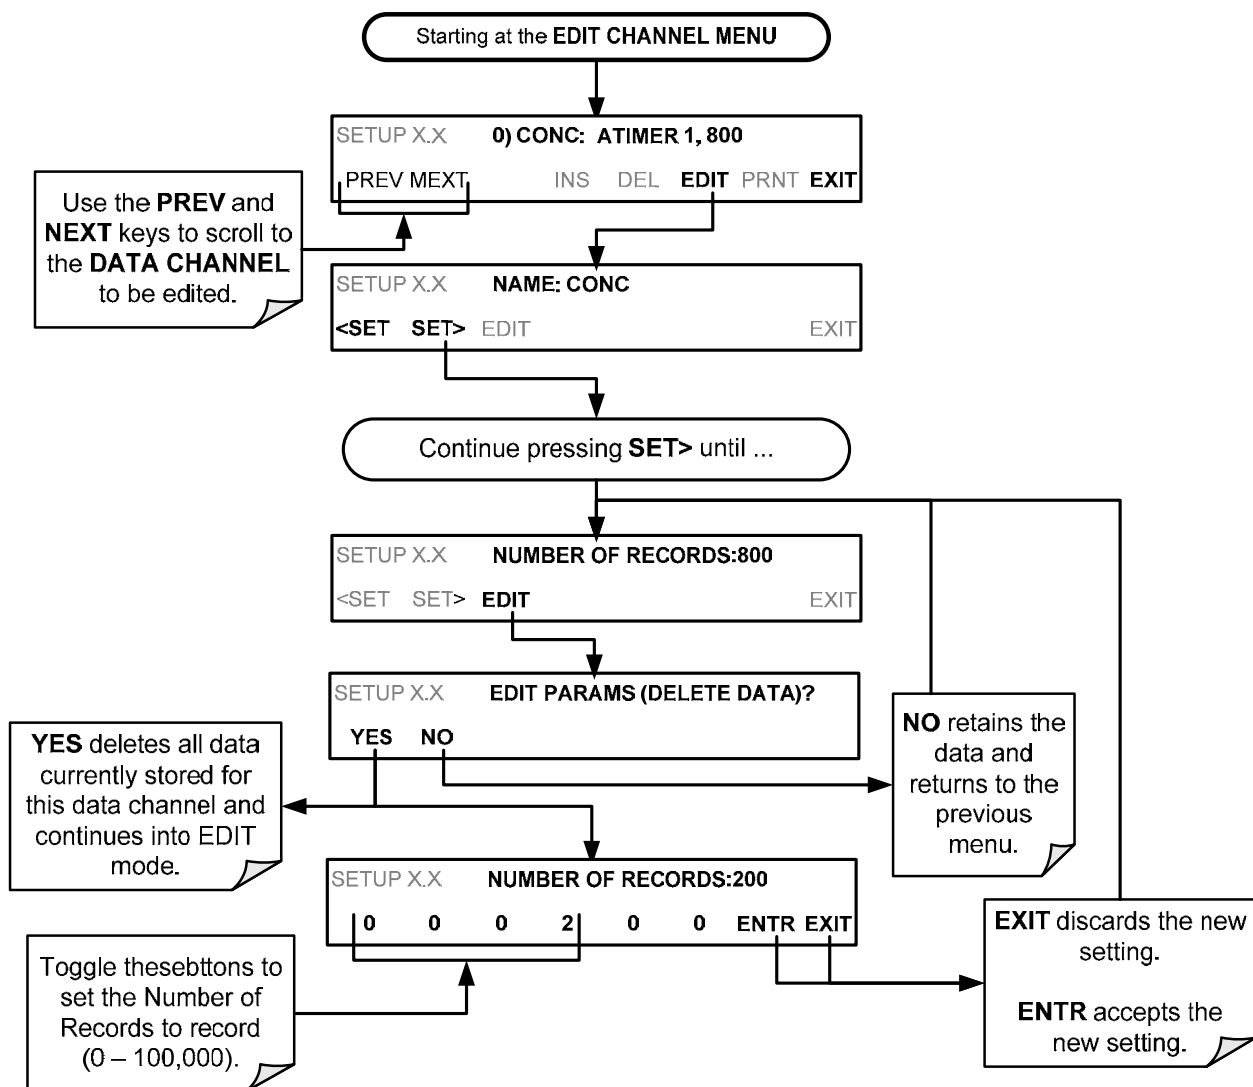 Starting at the EDIT CHANNEL MENU
SETUP X.X 0) CONC: ATIMER 1, 800
PREV MEXT INS DEL EDIT PRNT EXIT
Use the PREV and
NEXT keys to scroll to
the DATA CHANNEL
to be edited.
SETUP X.X NAME: CONC
<SET SET> EDIT EXIT
Continue pressing SET> until ...
SETUP X.X NUMBER OF RECORDS:800
<SET SET> EDIT EXIT
SETUP X.X EDIT PARAMS (DELETE DATA)?
YES NO
YES deletes all data
currently stored for
this data channel and
continues into EDIT
mode.
NO retains the
data and
returns to the
previous
menu.
SETUP X.X NUMBER OF RECORDS:200
0 0 0 2 0 0 ENTR EXIT
Toggle thesebttons to
set the Number of
Records to record
(0 – 100,000).
EXIT discards the new
setting.
ENTR accepts the
new setting.